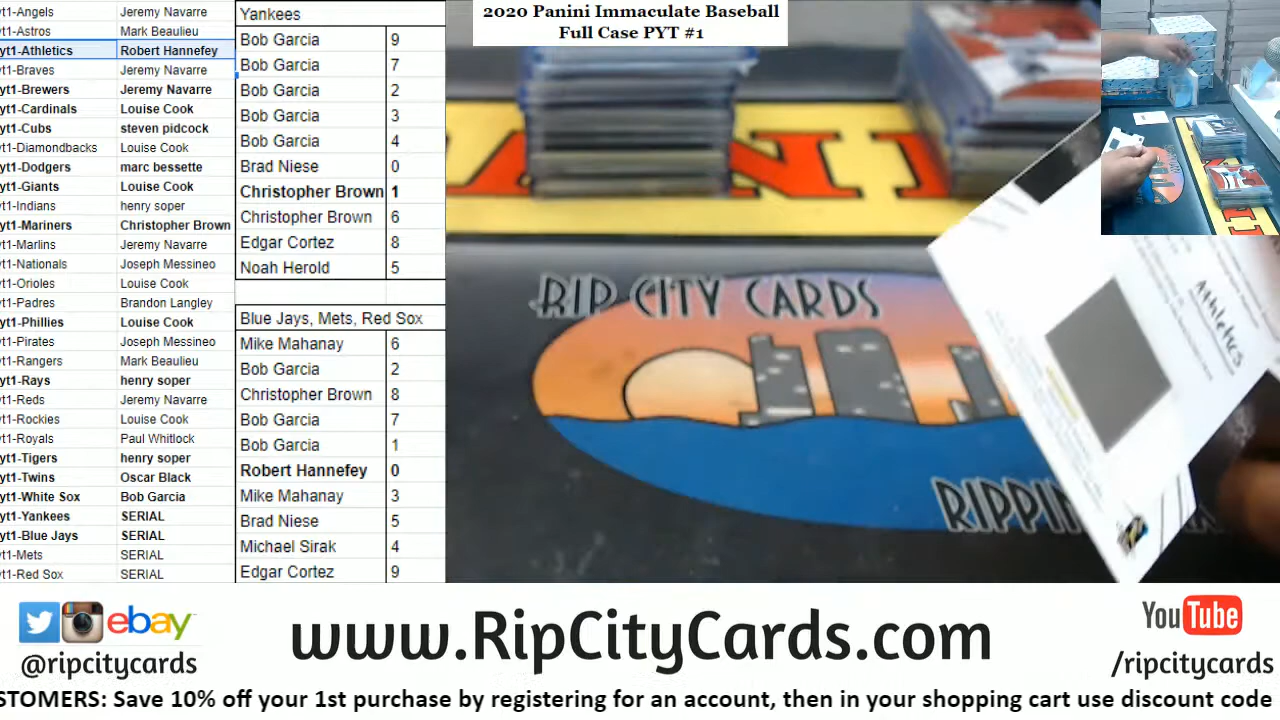 yt1-Angels Jeremy Navarre
yt1-Astros Mark Beaulieu
yt1-Athletics Robert Hannefey
yt1-Braves Jeremy Navarre
yt1-Brewers Jeremy Navarre
yt1-Cardinals Louise Cook
yt1-Cubs steven pidcock
yt1-Diamondbacks Louise Cook
yt1-Dodgers marc bessette
yt1-Giants Louise Cook
yt1-Indians henry soper
yt1-Mariners Christopher Brown
yt1-Marlins Jeremy Navarre
yt1-Nationals Joseph Messineo
yt1-Orioles Louise Cook
yt1-Padres Brandon Langley
yt1-Phillies Louise Cook
yt1-Pirates Joseph Messineo
yt1-Rangers Mark Beaulieu
yt1-Rays henry soper
yt1-Reds Jeremy Navarre
yt1-Rockies Louise Cook
yt1-Royals Paul Whitlock
yt1-Tigers henry soper
yt1-Twins Oscar Black
yt1-White Sox Bob Garcia
yt1-Yankees SERIAL
yt1-Blue Jays SERIAL
yt1-Mets SERIAL
yt1-Red Sox SERIAL
Yankees
Bob Garcia 9
Bob Garcia 7
Bob Garcia 2
Bob Garcia 3
Bob Garcia 4
Brad Niese 0
Christopher Brown 1
Christopher Brown 6
Edgar Cortez 8
Noah Herold 5
Blue Jays, Mets, Red Sox
Mike Mahanay 6
Bob Garcia 2
Christopher Brown 8
Bob Garcia 7
Bob Garcia 1
Robert Hannefey 0
Mike Mahanay 3
Brad Niese 5
Michael Sirak 4
Edgar Cortez 9
2020 Panini Immaculate Baseball
Full Case PYT #1
RIP CITY CARDS
RIPPIN
Athletics
ebay
@ripcitycards
www.RipCityCards.com
YouTube
/ripcitycards
STOMERS: Save 10% off your 1st purchase by registering for an account, then in your shopping cart use discount code